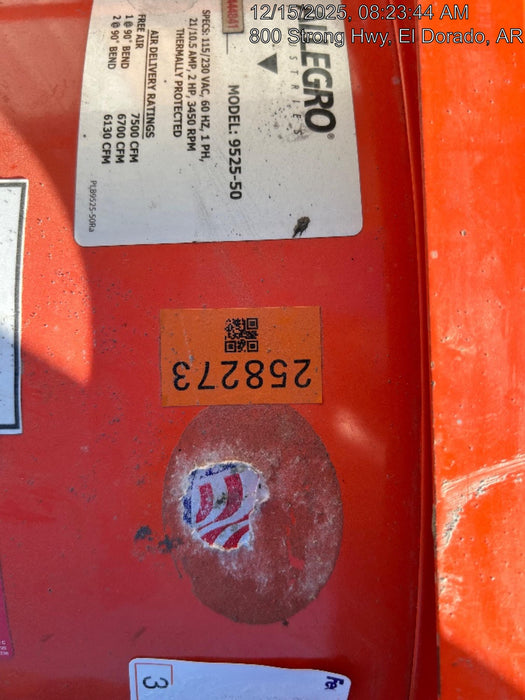 12/15/2025, 08:23:44 AM
800 Strong Hwy, El Dorado, AR
LEGRO®
MODEL: 9525-50
SPECS: 115/230 VAC, 60 HZ, 1 PH,
21/10.5 AMP, 2 HP, 3450 RPM
THERMALLY PROTECTED
AIR DELIVERY RATINGS
FREE AIR 7500 CFM
1@90° BEND 6700 CFM
2@90° BEND 6130 CFM
PLB9525-50Ra
258273
3